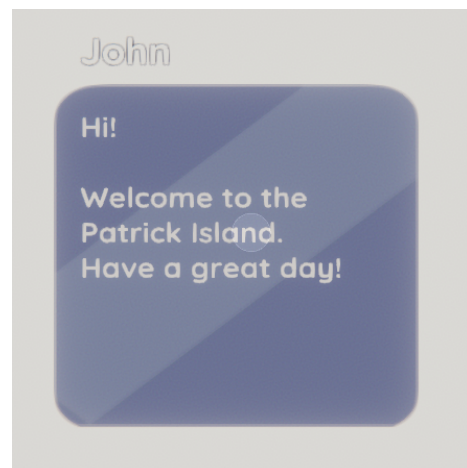 John
Hi!
Welcome to the
Patrick Island.
Have a great day!